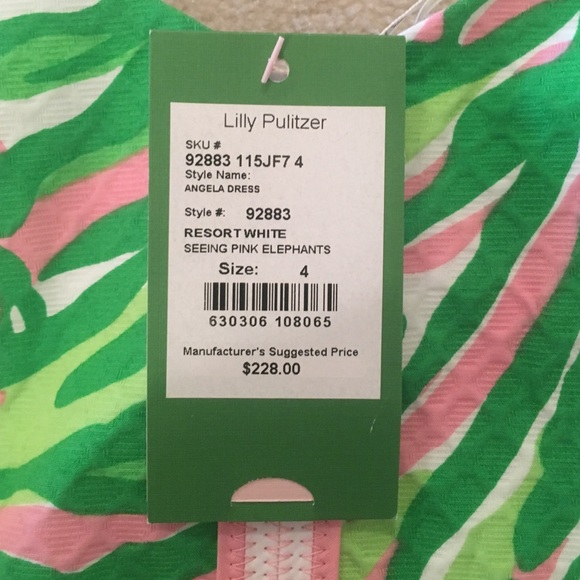 Lilly Pulitzer
SKU #
92883 115JF7 4
Style Name:
ANGELA DRESS
Style #: 92883
RESORT WHITE
SEEING PINK ELEPHANTS
Size: 4
630306 108065
Manufacturer's Suggested Price
$228.00